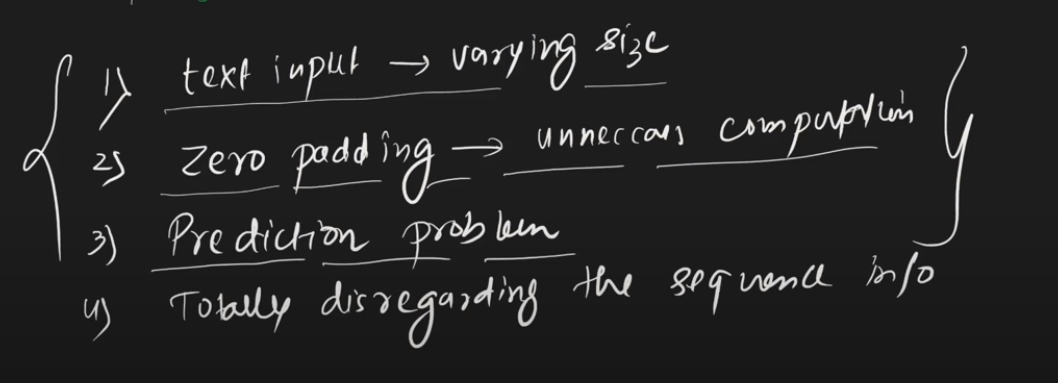 1) text input → varying size
2) Zero padding → unneccary computation
3) Prediction problem
4) Totally disregarding the sequence info